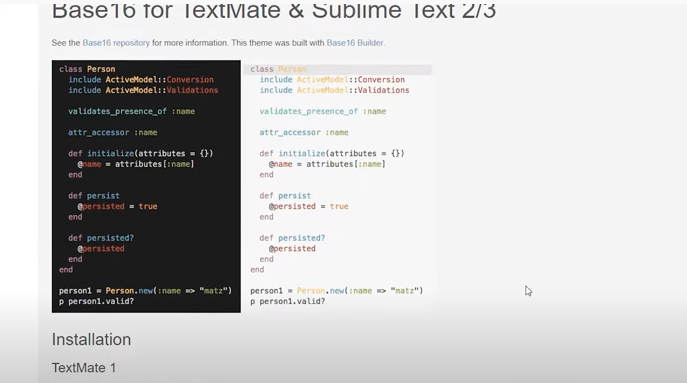 Base16 for TextMate & Sublime Text 2/3
See the Base16 repository for more information. This theme was built with Base16 Builder.
class Person
include ActiveModel::Conversion
include ActiveModel::Validations
validates_presence_of :name
attr_accessor :name
def initialize(attributes = {})
@name = attributes[:name]
end
def persist
@persisted = true
end
def persisted?
@persisted
end
end
person1 = Person.new(:name => "matz")
p person1.valid?
class Person
include ActiveModel::Conversion
include ActiveModel::Validations
validates_presence_of :name
attr_accessor :name
def initialize(attributes = {})
@name = attributes[:name]
end
def persist
@persisted = true
end
def persisted?
@persisted
end
end
person1 = Person.new(:name => "matz")
p person1.valid?
Installation
TextMate 1